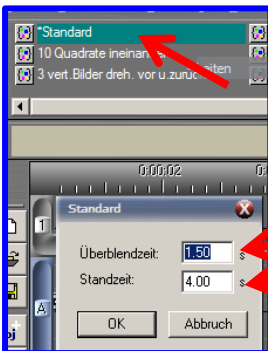 *Standard
10 Quadrate ineinander
3 vert.Bilder dreh. vor u.zurück
0:00:02
1
Standard
Überblendzeit: 1.50 s
Standzeit: 4.00 s
A
OK Abbruch